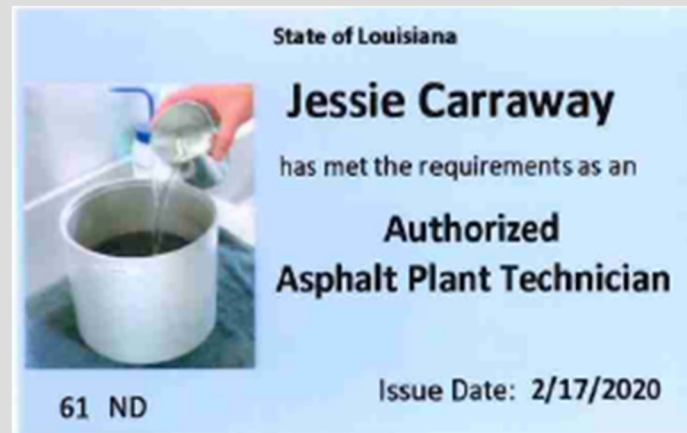 State of Louisiana
Jessie Carraway
has met the requirements as an
Authorized
Asphalt Plant Technician
Issue Date: 2/17/2020
61 ND